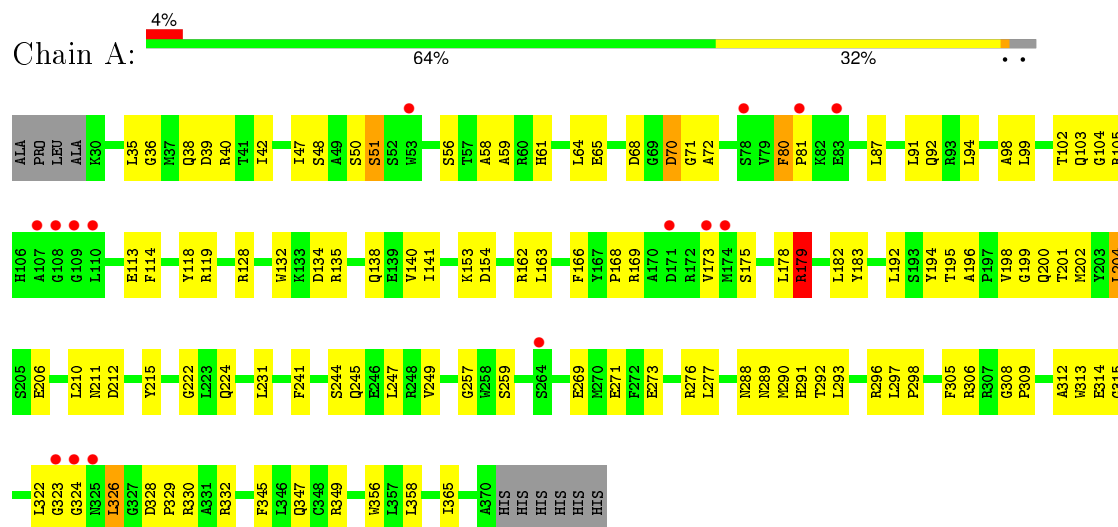 4%
Chain A:
64% 32%
ALA PRO LEU ALA K30 L35 G36 M37 Q38 D39 R40 T41 I42 I47 S48 A49 S50 S51 S52 W53 S56 T57 A58 A59 R60 H61 L64 E65 D68 G69 D70 G71 A72 S78 V79 F80 P81 K82 E83 L87 L91 Q92 R93 L94 A98 L99 T102 Q103 G104
H106 A107 G108 G109 L110 E113 F114 Y118 R119 R128 W132 K133 D134 R135 Q138 E139 V140 I141 K153 D154 R162 L163 F166 Y167 P168 R169 A170 D171 R172 V173 M174 S175 L178 R179 L182 Y183 L192 S193 Y194 T195 A196 P197 V198 G199 Q200 T201 M202 Y203 L204
S205 E206 L210 N211 D212 Y215 G222 L223 Q224 L231 F241 S244 Q245 E246 L247 R248 V249 G257 W258 S259 S264 E269 M270 E271 F272 E273 R276 L277 N288 N289 M290 H291 T292 L293 R296 L297 P298 F305 R306 R307 G308 P309 A312 W313 E314
L322 G323 G324 N325 L326 G327 D328 P329 R330 A331 R332 F345 L346 Q347 R349 W356 L357 L358 I365 A370 HIS HIS HIS HIS HIS HIS